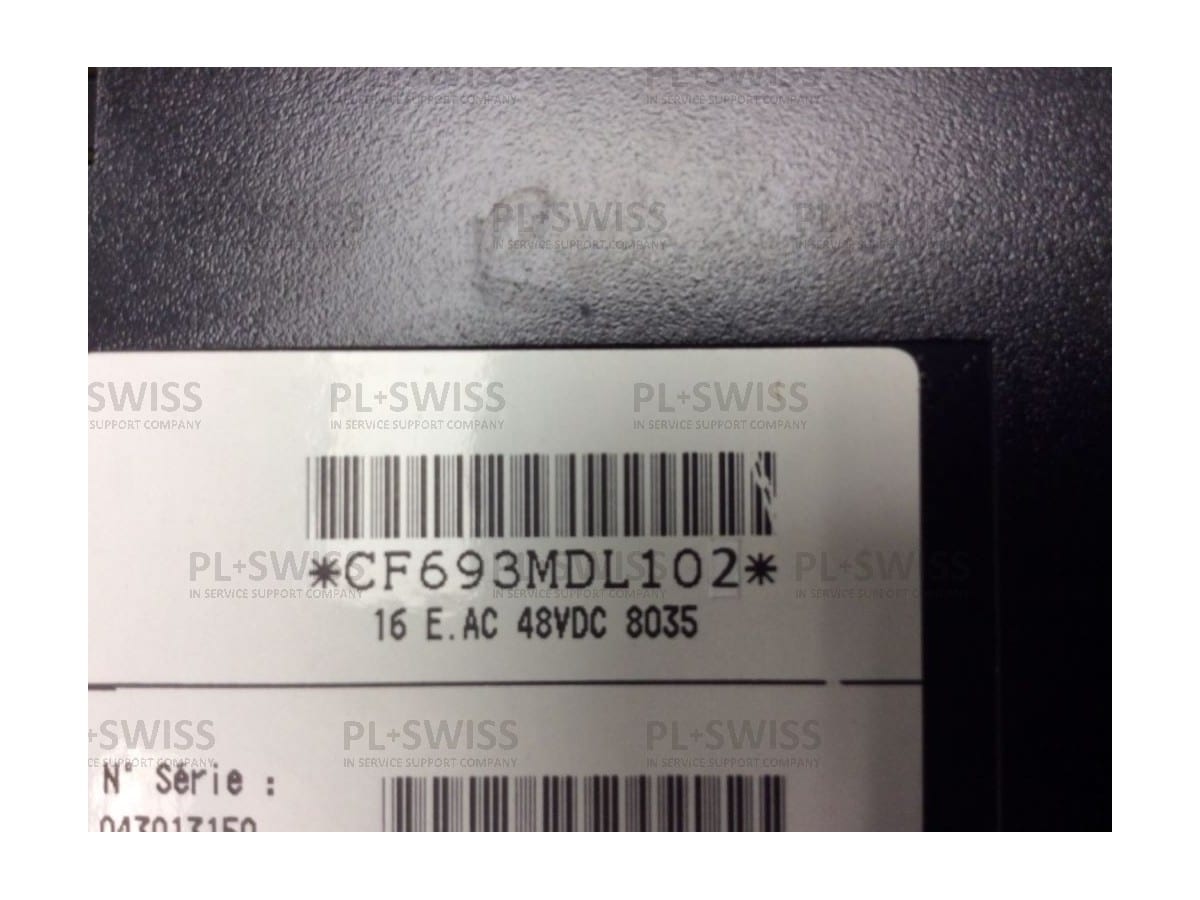 *CF693MDL102*
16 E.AC 48VDC 8035
N° Série :
PL+SWISS
IN SERVICE SUPPORT COMPANY